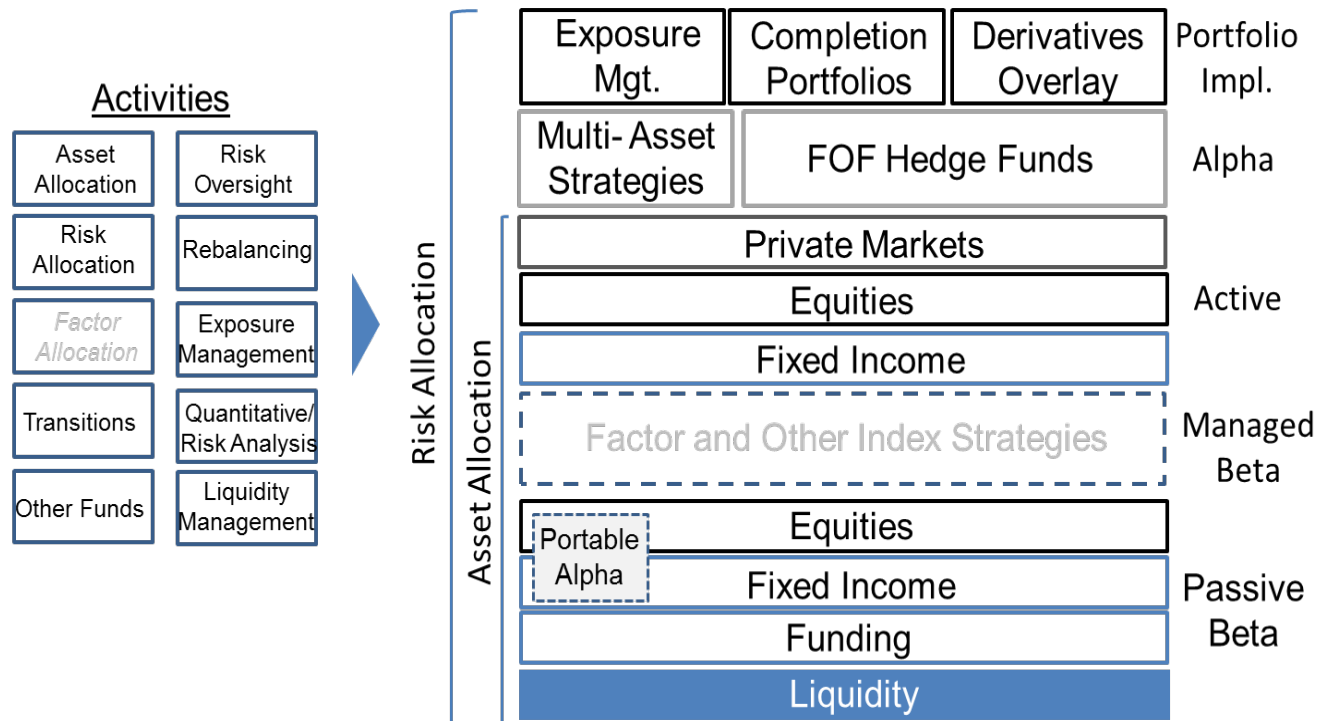 Activities
Asset
Allocation
Risk
Oversight
Risk
Allocation
Rebalancing
Factor
Allocation
Exposure
Management
Transitions
Quantitative/
Risk Analysis
Other Funds
Liquidity
Management
Risk Allocation
Asset Allocation
Exposure
Mgt.
Completion
Portfolios
Derivatives
Overlay
Portfolio
Impl.
Multi- Asset
Strategies
FOF Hedge Funds
Alpha
Private Markets
Equities
Active
Fixed Income
Factor and Other Index Strategies
Managed
Beta
Equities
Portable
Alpha
Fixed Income
Passive
Beta
Funding
Liquidity